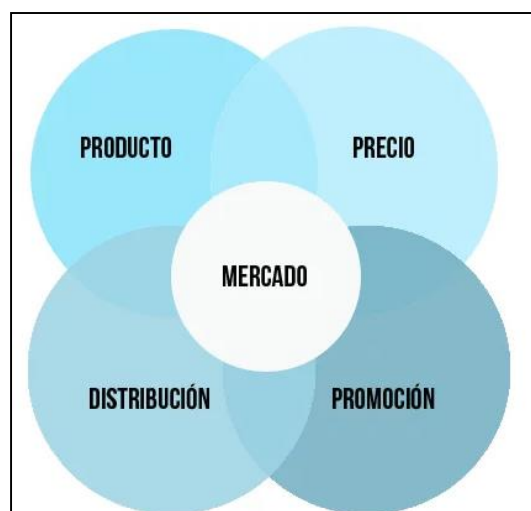 PRODUCTO
PRECIO
MERCADO
DISTRIBUCIÓN
PROMOCIÓN